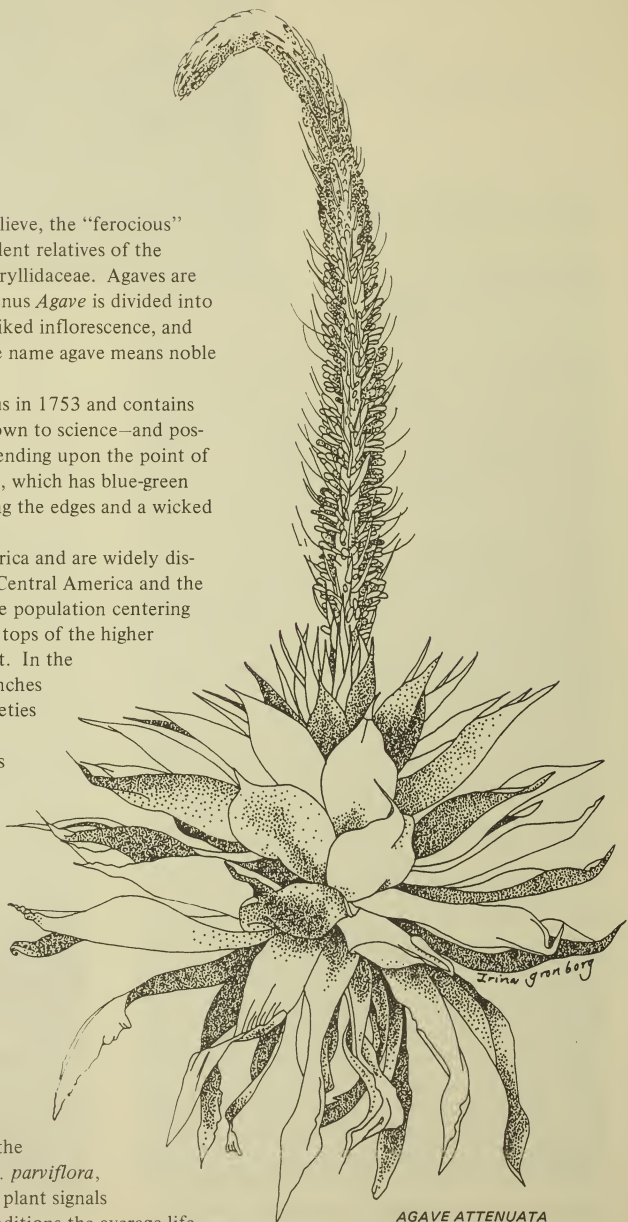 lieve, the “ferocious”
lent relatives of the
ryllidaceae. Agaves are
nus Agave is divided into
iked inflorescence, and
e name agave means noble
us in 1753 and contains
own to science—and pos-
ending upon the point of
, which has blue-green
ng the edges and a wicked
rica and are widely dis-
Central America and the
e population centering
tops of the higher
t. In the
nches
eties
s
Irina gronborg
the
. parviflora,
plant signals
ditions the average life
AGAVE ATTENUATA